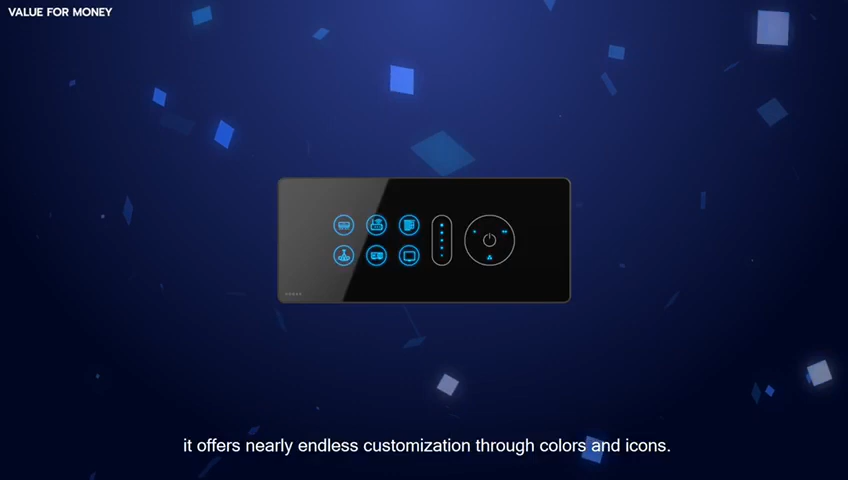 VALUE FOR MONEY
it offers nearly endless customization through colors and icons.